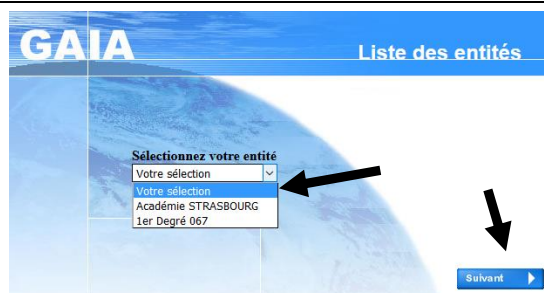 GAIA
Liste des entités
Sélectionnez votre entité
Votre sélection
Votre sélection
Académie STRASBOURG
1er Degré 067
Suivant